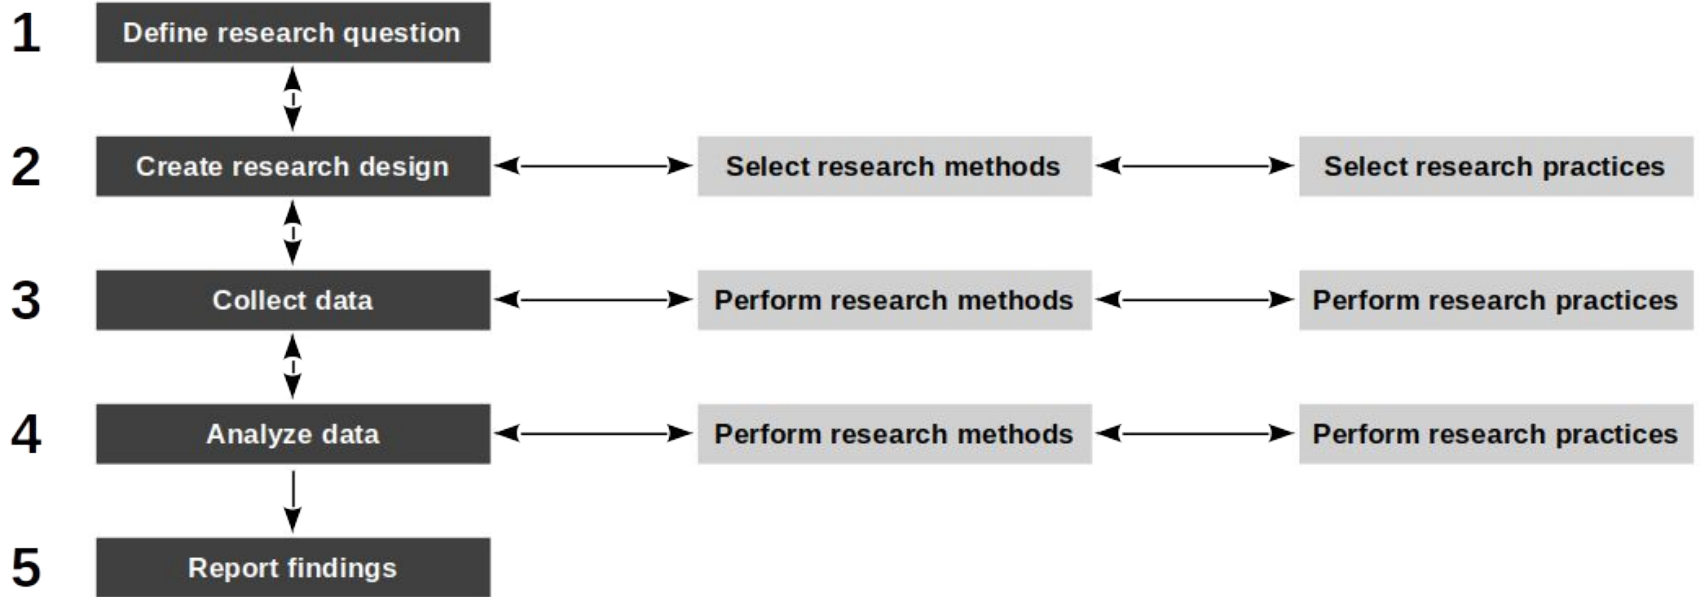 1 Define research question
2 Create research design Select research methods Select research practices
3 Collect data Perform research methods Perform research practices
4 Analyze data Perform research methods Perform research practices
5 Report findings